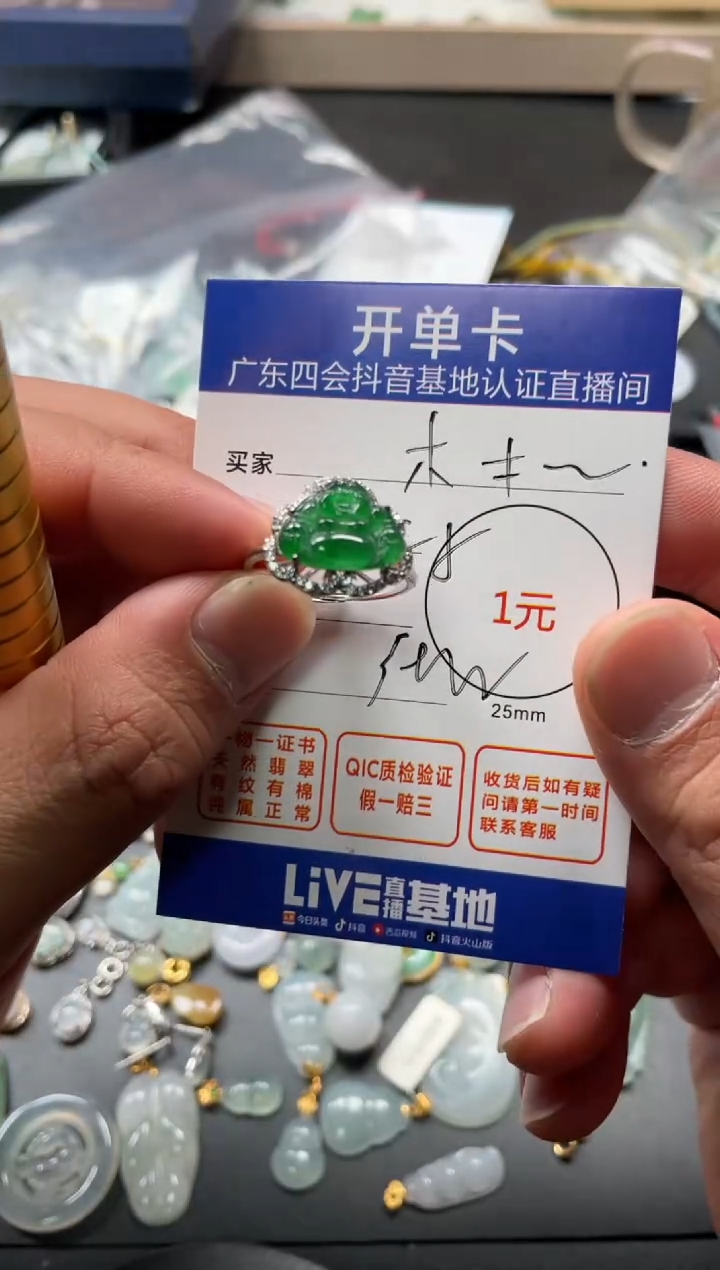 开单卡
广东四会抖音基地认证直播间
买家
1元
25mm
物一证书
天然翡翠
有纹有棉
纯属正常
QIC质检验证
假一赔三
收货后如有疑
问请第一时间
联系客服
LiVE直播基地
今日头条 抖音 西瓜视频 抖音火山版